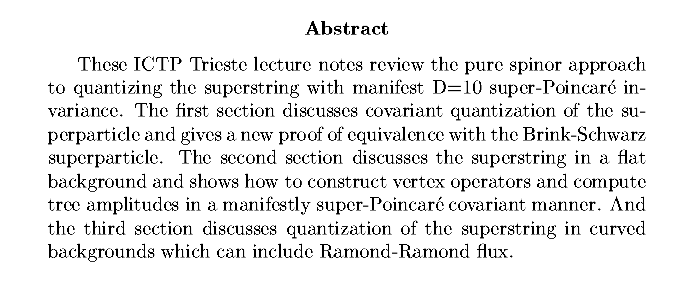 Abstract
These ICTP Trieste lecture notes review the pure spinor approach
to quantizing the superstring with manifest D=10 super-Poincaré in-
variance. The first section discusses covariant quantization of the su-
perparticle and gives a new proof of equivalence with the Brink-Schwarz
superparticle. The second section discusses the superstring in a flat
background and shows how to construct vertex operators and compute
tree amplitudes in a manifestly super-Poincaré covariant manner. And
the third section discusses quantization of the superstring in curved
backgrounds which can include Ramond-Ramond flux.